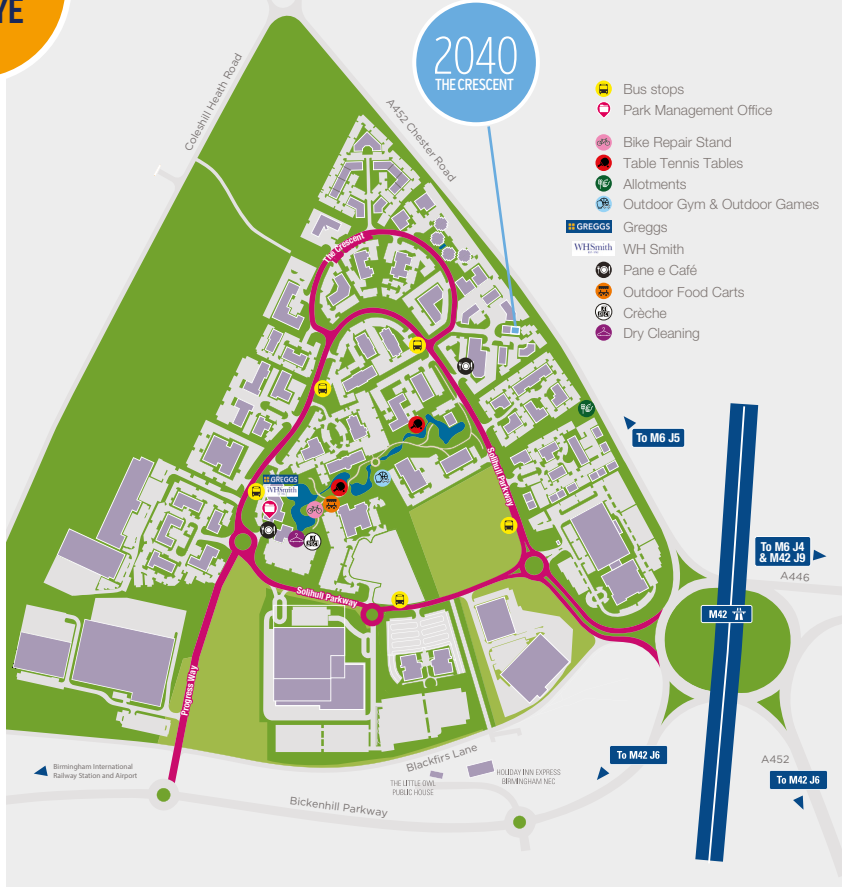 YE
2040
THE CRESCENT
Coleshill Heath Road
A452 Chester Road
Bus stops
Park Management Office
Bike Repair Stand
Table Tennis Tables
Allotments
Outdoor Gym & Outdoor Games
GREGGS
Greggs
WHSmith
WH Smith
Pane e Café
Outdoor Food Carts
Crèche
Dry Cleaning
The Crescent
To M6 J5
Solihull Parkway
GREGGS
WHSmith
To M6 J4
& M42 J9
A446
M42
Solihull Parkway
Progress Way
Birmingham International
Railway Station and Airport
Blackfirs Lane
THE LITTLE OWL
PUBLIC HOUSE
HOLIDAY INN EXPRESS
BIRMINGHAM NEC
Bickenhill Parkway
To M42 J6
A452
To M42 J6